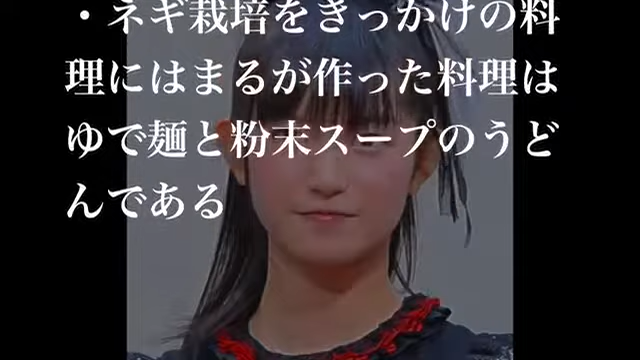 ・ネギ栽培をきっかけの料
理にはまるが作った料理は
ゆで麺と粉末スープのうど
んである